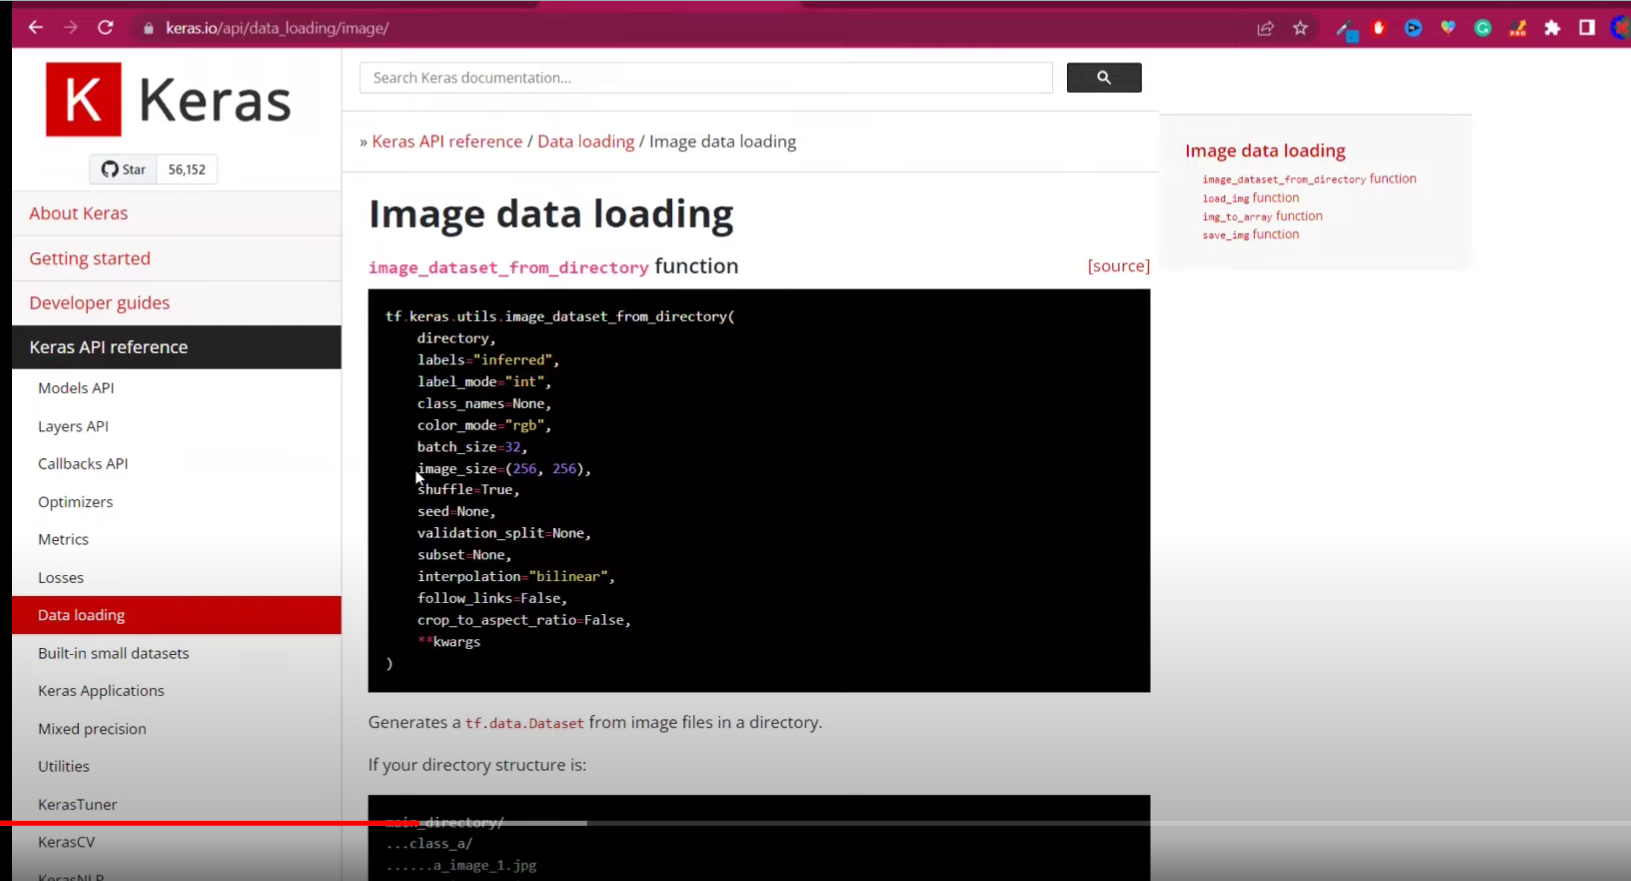 keras.io/api/data_loading/image/
K Keras
Star 56,152
About Keras
Getting started
Developer guides
Keras API reference
Models API
Layers API
Callbacks API
Optimizers
Metrics
Losses
Data loading
Built-in small datasets
Keras Applications
Mixed precision
Utilities
KerasTuner
KerasCV
KerasNLP
Search Keras documentation...
» Keras API reference / Data loading / Image data loading
Image data loading
image_dataset_from_directory function
[source]
tf.keras.utils.image_dataset_from_directory(
directory,
labels="inferred",
label_mode="int",
class_names=None,
color_mode="rgb",
batch_size=32,
image_size=(256, 256),
shuffle=True,
seed=None,
validation_split=None,
subset=None,
interpolation="bilinear",
follow_links=False,
crop_to_aspect_ratio=False,
**kwargs
)
Generates a tf.data.Dataset from image files in a directory.
If your directory structure is:
main_directory/
...class_a/
......a_image_1.jpg
Image data loading
image_dataset_from_directory function
load_img function
img_to_array function
save_img function